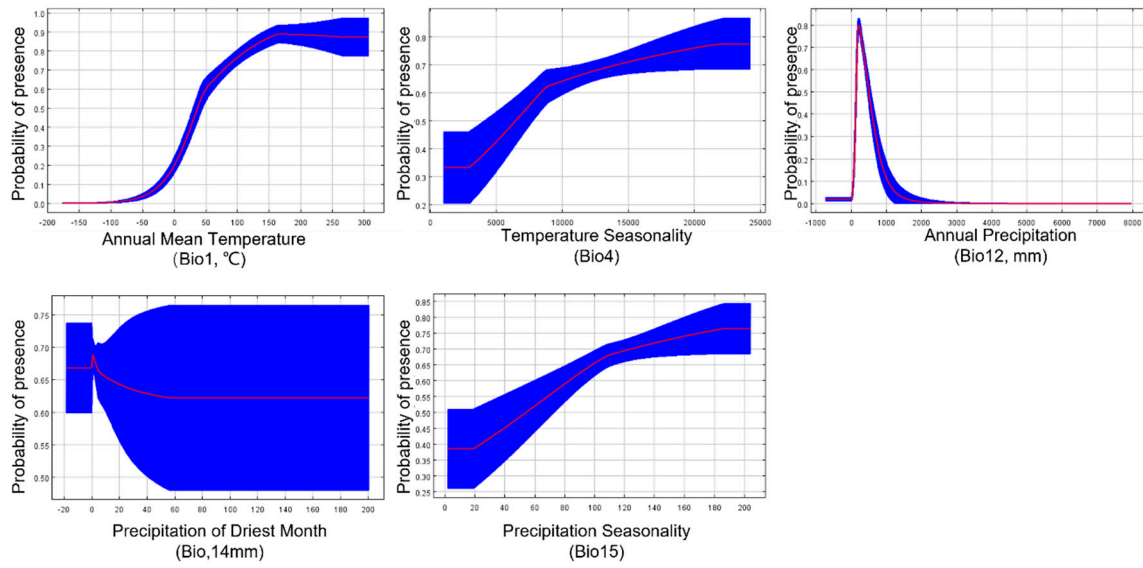 Probability of presence
1.0
0.9
0.8
0.7
0.6
0.5
0.4
0.3
0.2
0.1
0.0
-200 -150 -100 -50 0 50 100 150 200 250 300
Annual Mean Temperature
(Bio1, ℃)
Probability of presence
0.9
0.8
0.7
0.6
0.5
0.4
0.3
0.2
0 5000 10000 15000 20000 25000
Temperature Seasonality
(Bio4)
Probability of presence
0.8
0.7
0.6
0.5
0.4
0.3
0.2
0.1
0.0
-1000 0 1000 2000 3000 4000 5000 6000 7000 8000
Annual Precipitation
(Bio12, mm)
Probability of presence
0.75
0.70
0.65
0.60
0.55
0.50
-20 0 20 40 60 80 100 120 140 160 180 200
Precipitation of Driest Month
(Bio,14mm)
Probability of presence
0.85
0.80
0.75
0.70
0.65
0.60
0.55
0.50
0.45
0.40
0.35
0.30
0.25
0 20 40 60 80 100 120 140 160 180 200
Precipitation Seasonality
(Bio15)